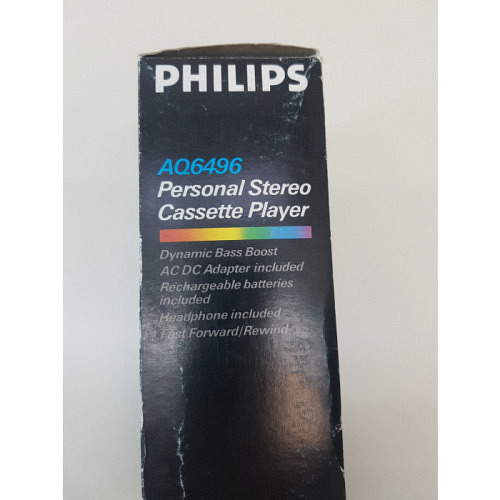 PHILIPS
AQ6496
Personal Stereo
Cassette Player
Dynamic Bass Boost
AC DC Adapter included
Rechargeable batteries
included
Headphone included
Fast Forward/Rewind